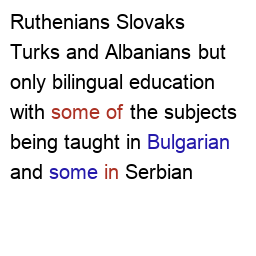 Ruthenians Slovaks
Turks and Albanians but
only bilingual education
with some of the subjects
being taught in Bulgarian
and some in Serbian